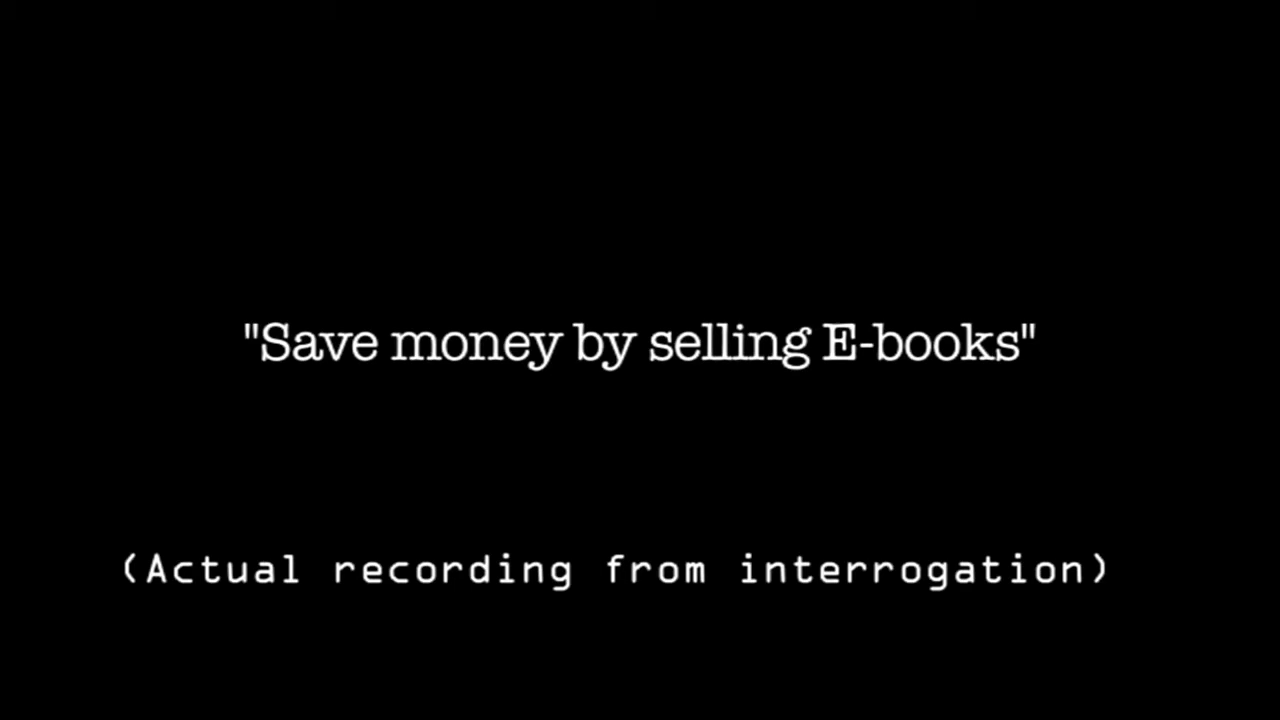 "Save money by selling E-books"
(Actual recording from interrogation)